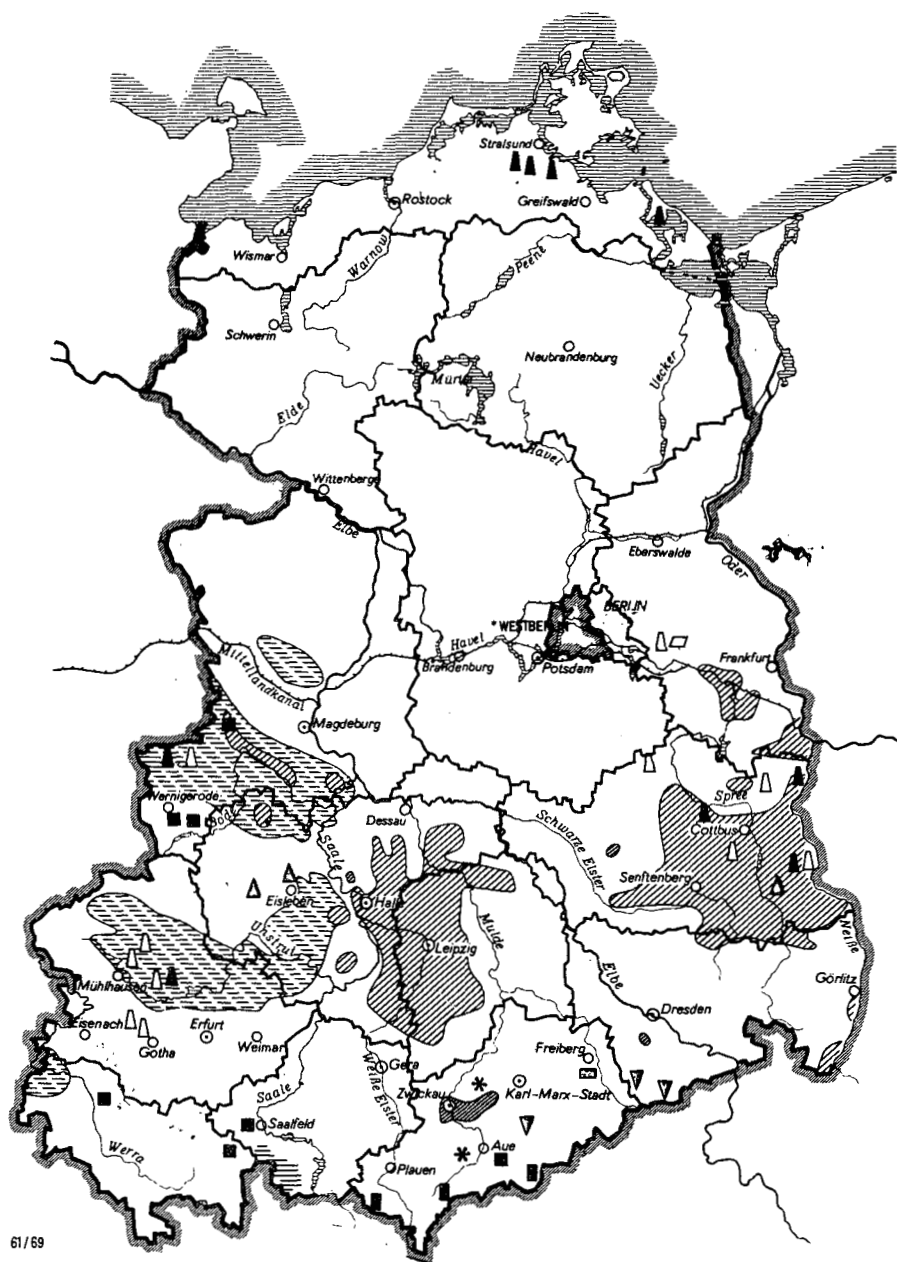 Stralsund
Rostock
Greifswald
Wismar
Warnow
Peene
Schwerin
Neubrandenburg
Uecker
Müritz
Elde
Havel
Wittenberge
Elbe
Eberswalde
Oder
BERLIN
* WESTBERLIN
Havel
Brandenburg
Potsdam
Frankfurt
Mittellandkanal
Magdeburg
Wernigerode
Bode
Dessau
Spree
Cottbus
Saale
Schwarze Elster
Eisleben
Halle
Senftenberg
Unstrut
Leipzig
Mulde
Neiße
Mühlhausen
Elbe
Görlitz
Eisenach
Gotha
Erfurt
Weimar
Dresden
Freiberg
Gera
Saale
Weiße Elster
Zwickau
Karl-Marx-Stadt
Saalfeld
Aue
Werra
Plauen
61/69